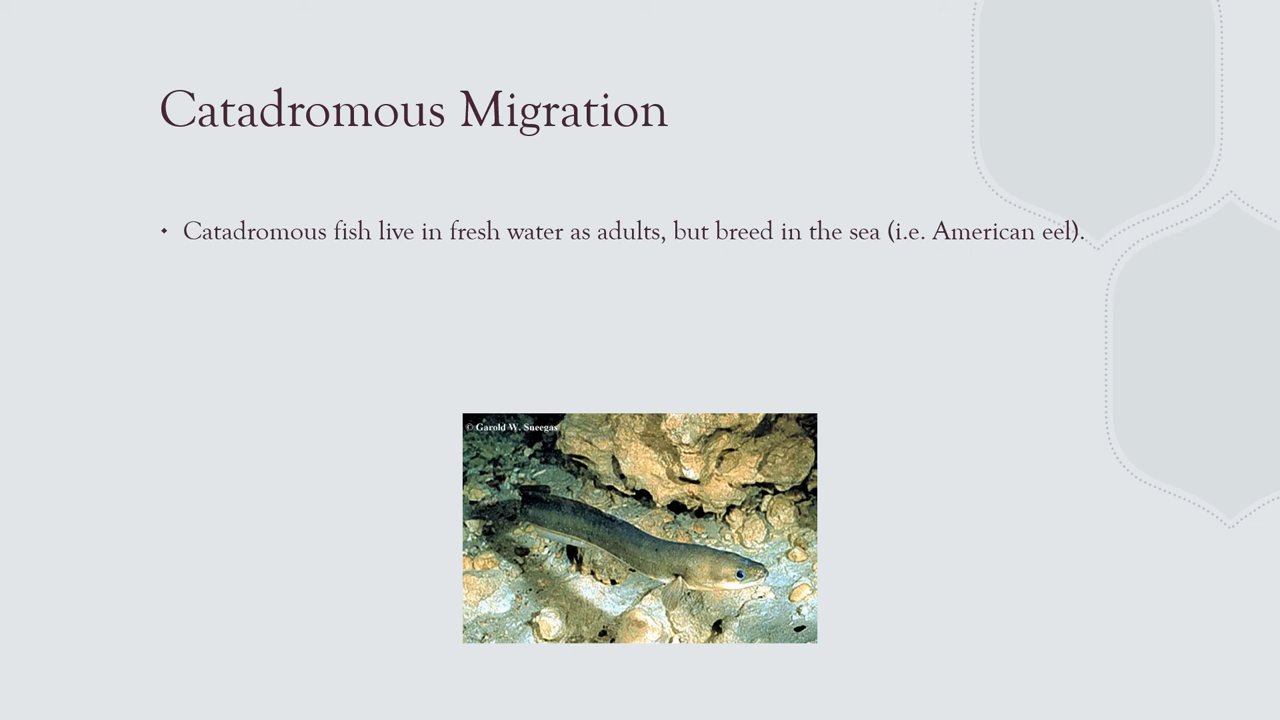 Catadromous Migration
• Catadromous fish live in fresh water as adults, but breed in the sea (i.e. American eel).
© Garold W. Sneegas